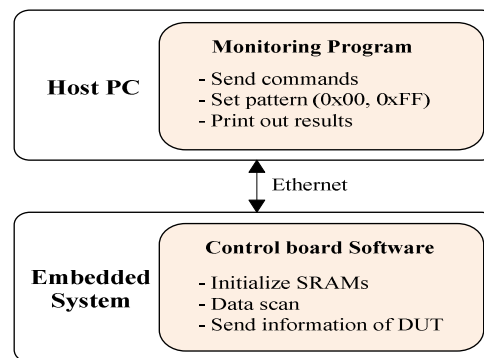 Host PC
Monitoring Program
- Send commands
- Set pattern (0x00, 0xFF)
- Print out results
Ethernet
Embedded
System
Control board Software
- Initialize SRAMs
- Data scan
- Send information of DUT